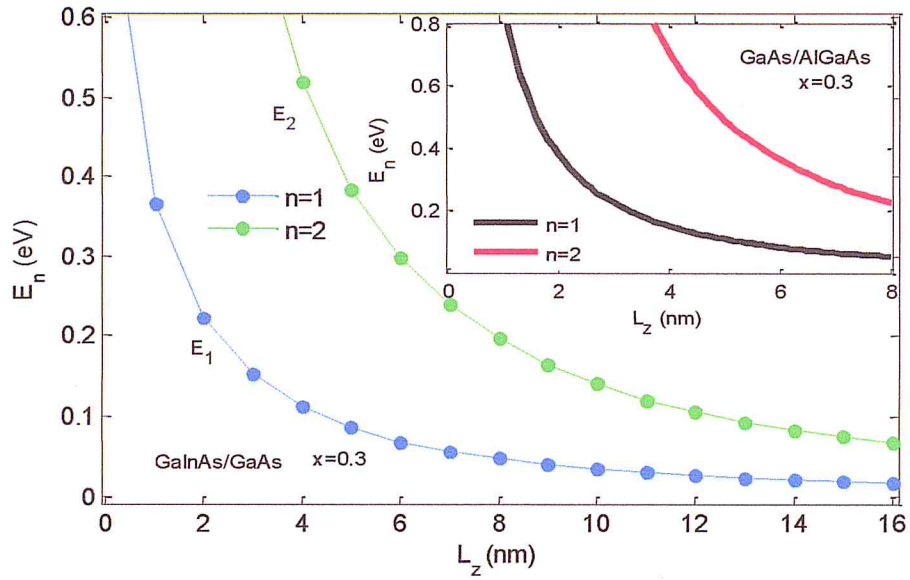 0.6
0.5
0.4
0.3
0.2
0.1
0
E_n (eV)
0 2 4 6 8 10 12 14 16
L_z (nm)
E_2
E_1
n=1
n=2
GaInAs/GaAs x=0.3
0.8
0.6
0.4
0.2
E_n (eV)
0 2 4 6 8
L_z (nm)
GaAs/AlGaAs
x=0.3
n=1
n=2